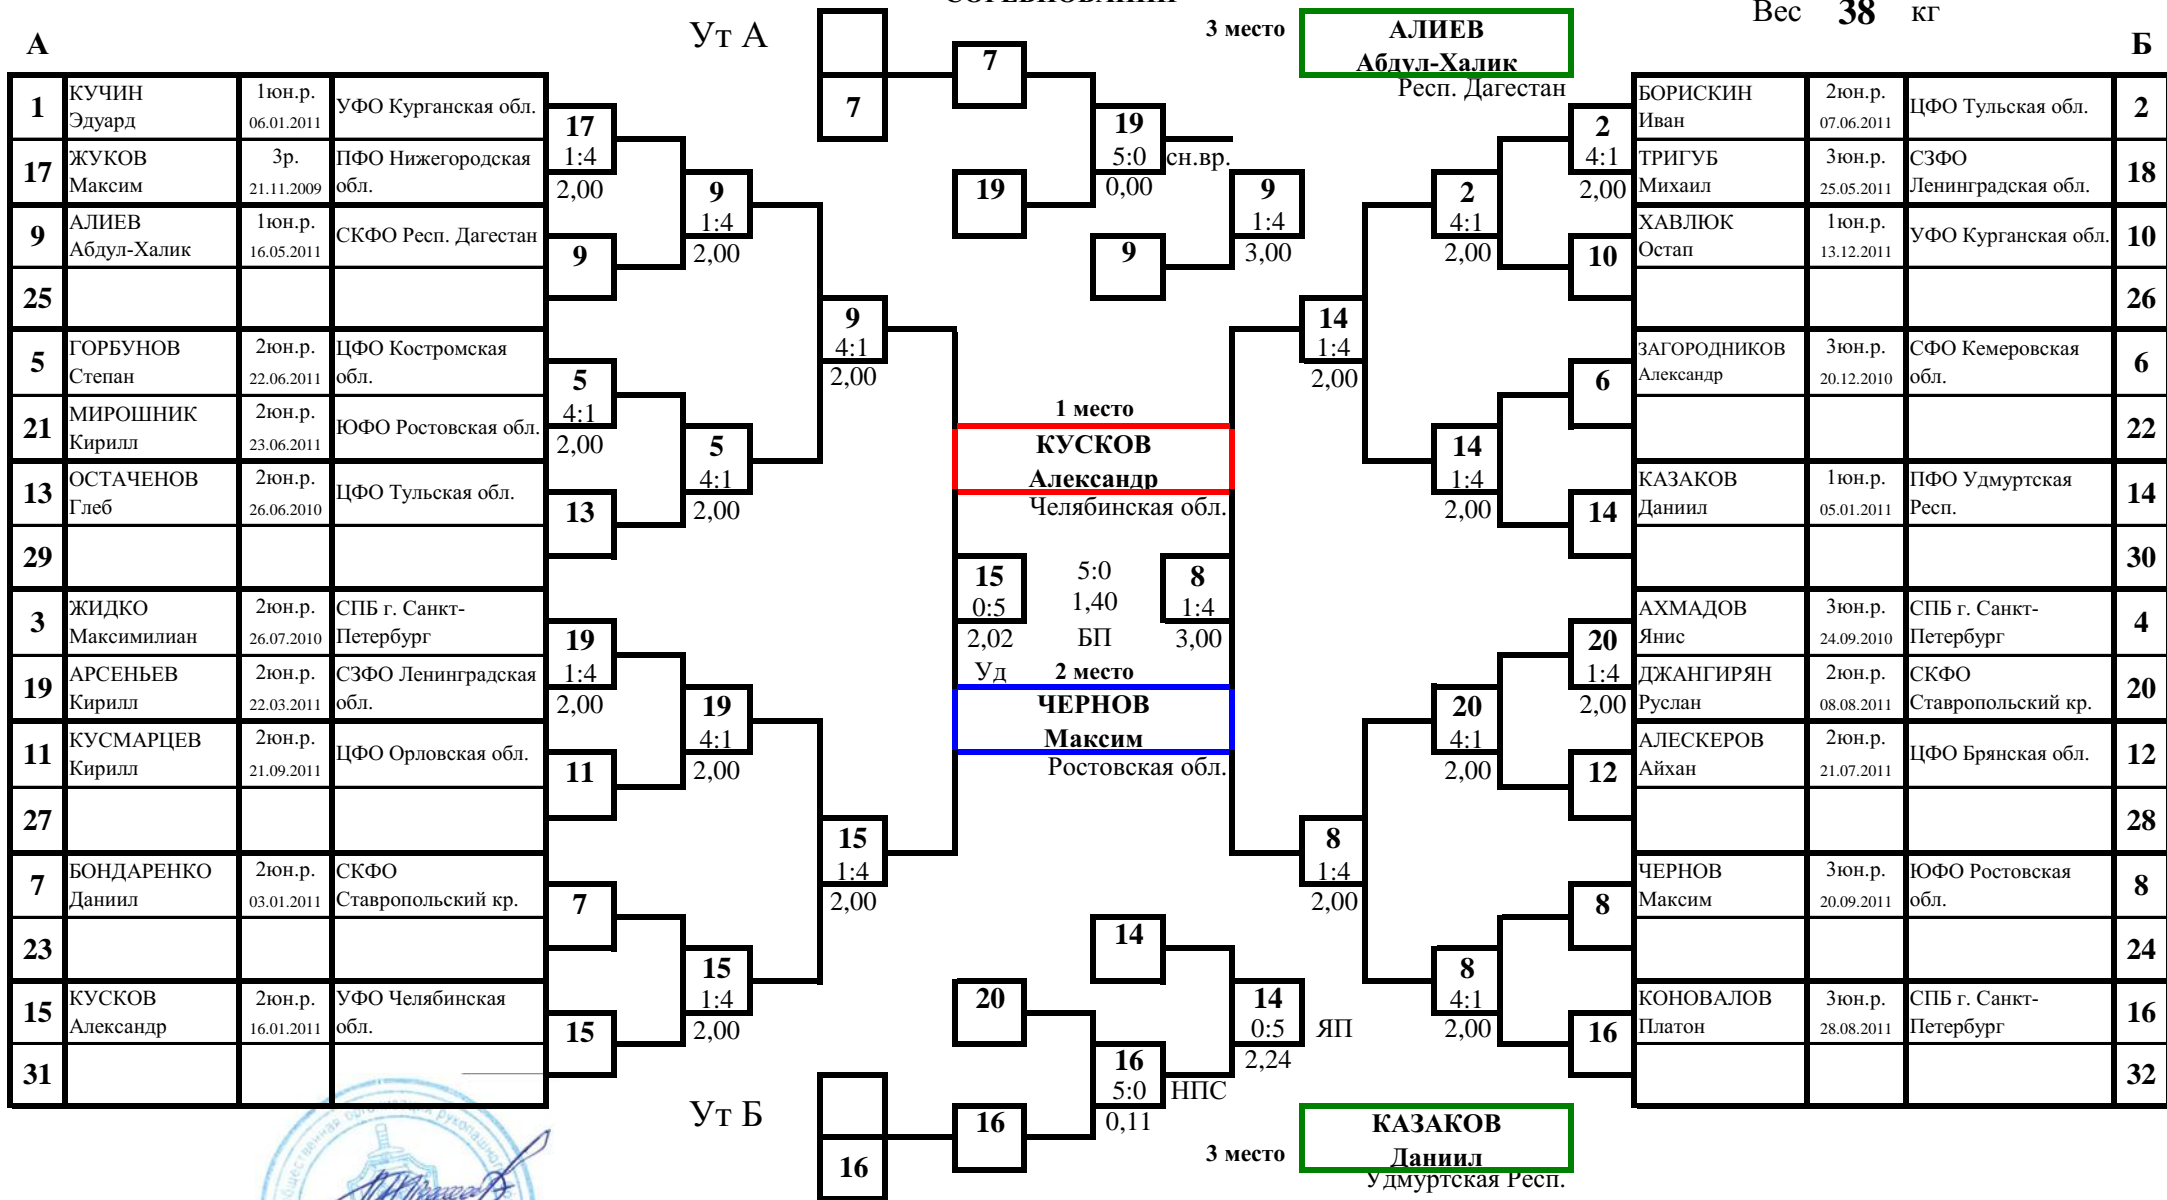 Ут А
3 место
АЛИЕВ
Абдул-Халик
Респ. Дагестан
Вес 38 кг
А
Б
1 КУЧИН Эдуард 1юн.р. 06.01.2011 УФО Курганская обл.
17 ЖУКОВ Максим 3р. 21.11.2009 ПФО Нижегородская обл.
9 АЛИЕВ Абдул-Халик 1юн.р. 16.05.2011 СКФО Респ. Дагестан
25
5 ГОРБУНОВ Степан 2юн.р. 22.06.2011 ЦФО Костромская обл.
21 МИРОШНИК Кирилл 2юн.р. 23.06.2011 ЮФО Ростовская обл.
13 ОСТАЧЕНОВ Глеб 2юн.р. 26.06.2010 ЦФО Тульская обл.
29
3 ЖИДКО Максимилиан 2юн.р. 26.07.2010 СПБ г. Санкт-Петербург
19 АРСЕНЬЕВ Кирилл 2юн.р. 22.03.2011 СЗФО Ленинградская обл.
11 КУСМАРЦЕВ Кирилл 2юн.р. 21.09.2011 ЦФО Орловская обл.
27
7 БОНДАРЕНКО Даниил 2юн.р. 03.01.2011 СКФО Ставропольский кр.
23
15 КУСКОВ Александр 2юн.р. 16.01.2011 УФО Челябинская обл.
31
17 1:4 2,00
9
5 4:1 2,00
13
19 1:4 2,00
11
7
15
9 1:4 2,00
5 4:1 2,00
19 4:1 2,00
15 1:4 2,00
9 4:1 2,00
15 1:4 2,00
7
7
19
19 5:0 0,00 сн.вр.
9
9 1:4 3,00
1 место
КУСКОВ
Александр
Челябинская обл.
15 0:5 2,02 Уд
5:0
1,40
БП
8 1:4 3,00
2 место
ЧЕРНОВ
Максим
Ростовская обл.
14 1:4 2,00
8 1:4 2,00
2 4:1 2,00
14 1:4 2,00
20 4:1 2,00
8 4:1 2,00
2 4:1 2,00
10
6
14
20 1:4 2,00
12
8
16
БОРИСКИН Иван 2юн.р. 07.06.2011 ЦФО Тульская обл. 2
ТРИГУБ Михаил 3юн.р. 25.05.2011 СЗФО Ленинградская обл. 18
ХАВЛЮК Остап 1юн.р. 13.12.2011 УФО Курганская обл. 10
26
ЗАГОРОДНИКОВ Александр 3юн.р. 20.12.2010 СФО Кемеровская обл. 6
22
КАЗАКОВ Даниил 1юн.р. 05.01.2011 ПФО Удмуртская Респ. 14
30
АХМАДОВ Янис 3юн.р. 24.09.2010 СПБ г. Санкт-Петербург 4
ДЖАНГИРЯН Руслан 2юн.р. 08.08.2011 СКФО Ставропольский кр. 20
АЛЕСКЕРОВ Айхан 2юн.р. 21.07.2011 ЦФО Брянская обл. 12
28
ЧЕРНОВ Максим 3юн.р. 20.09.2011 ЮФО Ростовская обл. 8
24
КОНОВАЛОВ Платон 3юн.р. 28.08.2011 СПБ г. Санкт-Петербург 16
32
Ут Б
14
20
14 0:5 2,24 ЯП
16 5:0 0,11 НПС
16
16
3 место
КАЗАКОВ
Даниил
Удмуртская Респ.